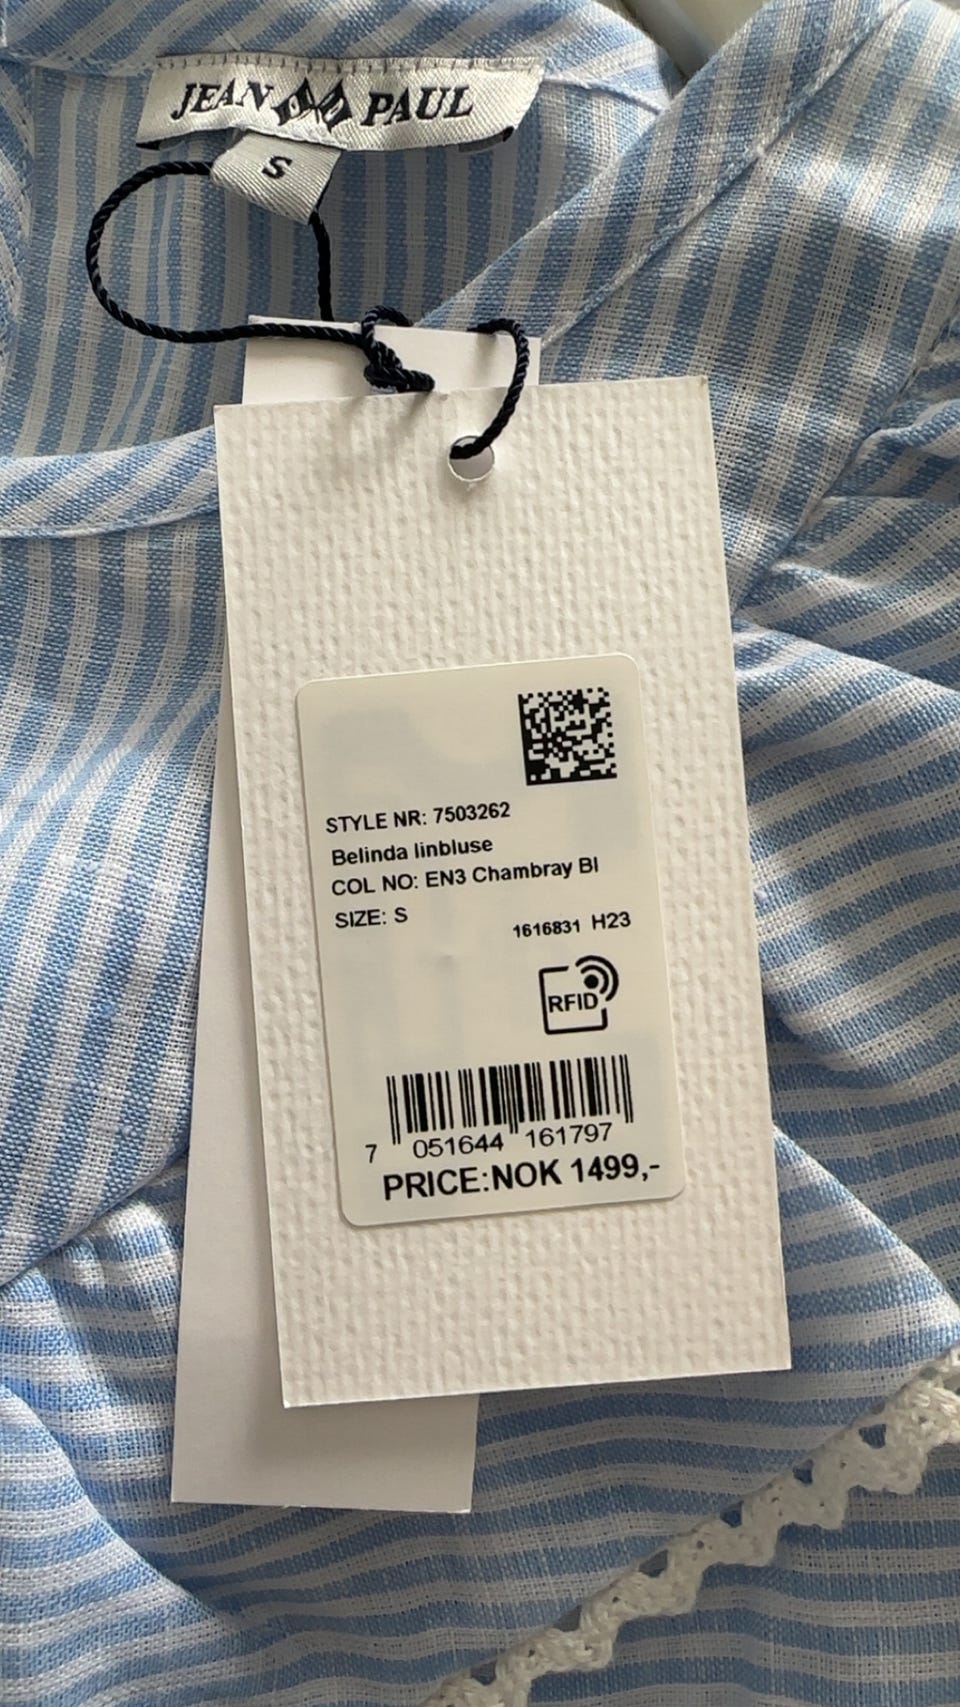 JEAN PAUL
S
STYLE NR: 7503262
Belinda linbluse
COL NO: EN3 Chambray Bl
SIZE: S
1616831 H23
RFID
7 051644 161797
PRICE:NOK 1499,-